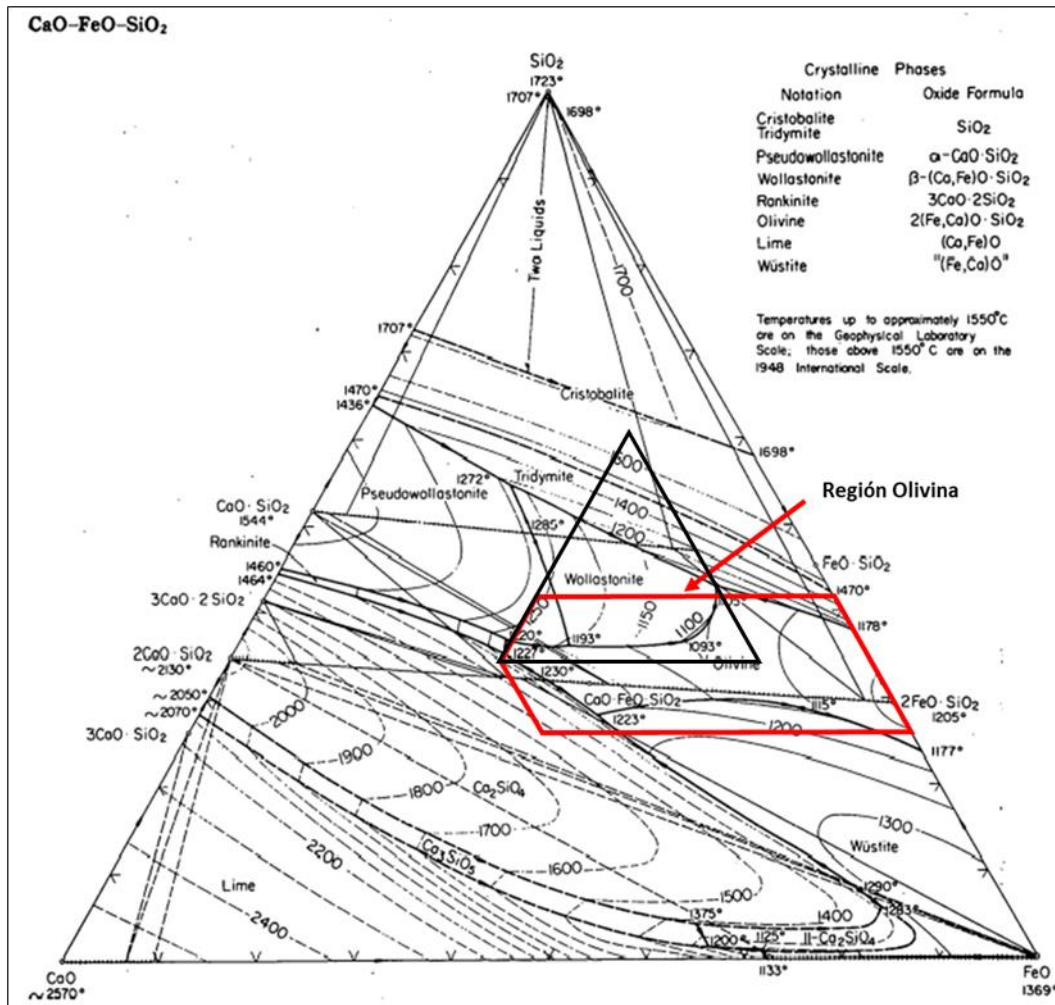 CaO–FeO–SiO₂
SiO₂
1723°
1707°
1698°
Crystalline Phases
Notation Oxide Formula
Cristobalite
Tridymite SiO₂
Pseudowollastonite α-CaO·SiO₂
Wollastonite β-(Ca,Fe)O·SiO₂
Rankinite 3CaO·2SiO₂
Olivine 2(Fe,Ca)O·SiO₂
Lime (Ca,Fe)O
Wüstite "(Fe,Ca)O"
Temperatures up to approximately 1550°C
are on the Geophysical Laboratory
Scale; those above 1550°C are on the
1948 International Scale.
Two Liquids
1700
1707°
Cristobalite
1698°
1470°
1436°
Tridymite
1400
1200
1272°
Pseudowollastonite
1285°
Región Olivina
CaO·SiO₂
1544°
Rankinite
Wollastonite
FeO·SiO₂
1470°
1460°
1464°
3CaO·2SiO₂
1250
1150
1100
1178°
1193°
1093°
1227°
1230°
Olivine
2CaO·SiO₂
~2130°
CaO·FeO·SiO₂
1115°
1223°
1200
2FeO·SiO₂
1205°
1177°
~2050°
~2070°
3CaO·SiO₂
2000
1900
1800
1700
1600
1500
1400
Ca₂SiO₄
Ca₃SiO₅
1300
Wüstite
1290°
1283°
2200
Lime
2400
1375°
1200°
1125°
II-Ca₂SiO₄
1133°
CaO
~2570°
FeO
1369°